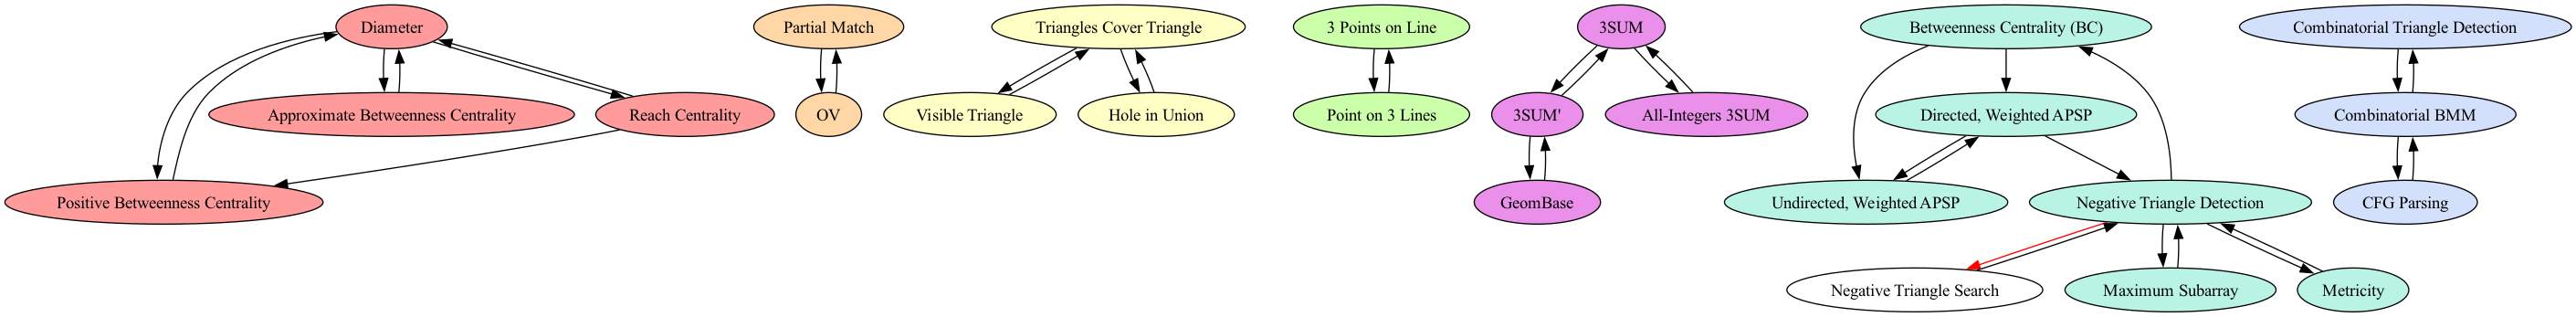 Diameter
Partial Match
Triangles Cover Triangle
3 Points on Line
3SUM
Betweenness Centrality (BC)
Combinatorial Triangle Detection
Approximate Betweenness Centrality
Reach Centrality
OV
Visible Triangle
Hole in Union
Point on 3 Lines
3SUM'
All-Integers 3SUM
Directed, Weighted APSP
Combinatorial BMM
Positive Betweenness Centrality
GeomBase
Undirected, Weighted APSP
Negative Triangle Detection
CFG Parsing
Negative Triangle Search
Maximum Subarray
Metricity